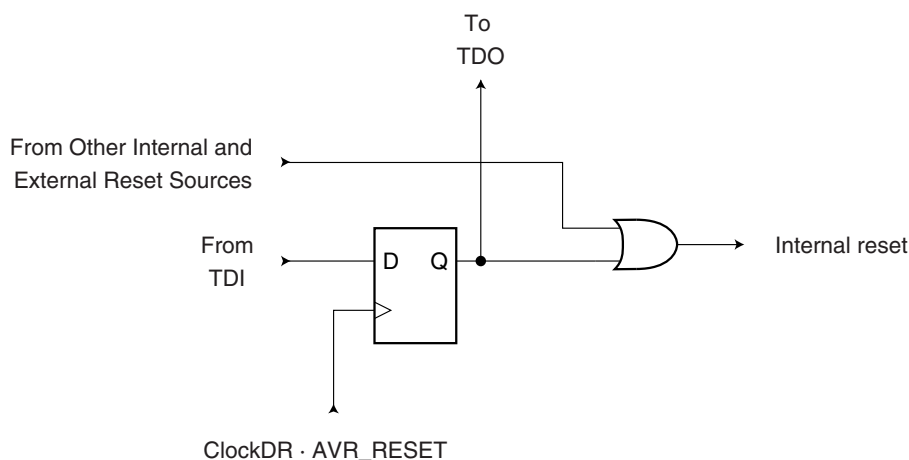 To
TDO
From Other Internal and
External Reset Sources
From
TDI
D Q
Internal reset
ClockDR · AVR_RESET